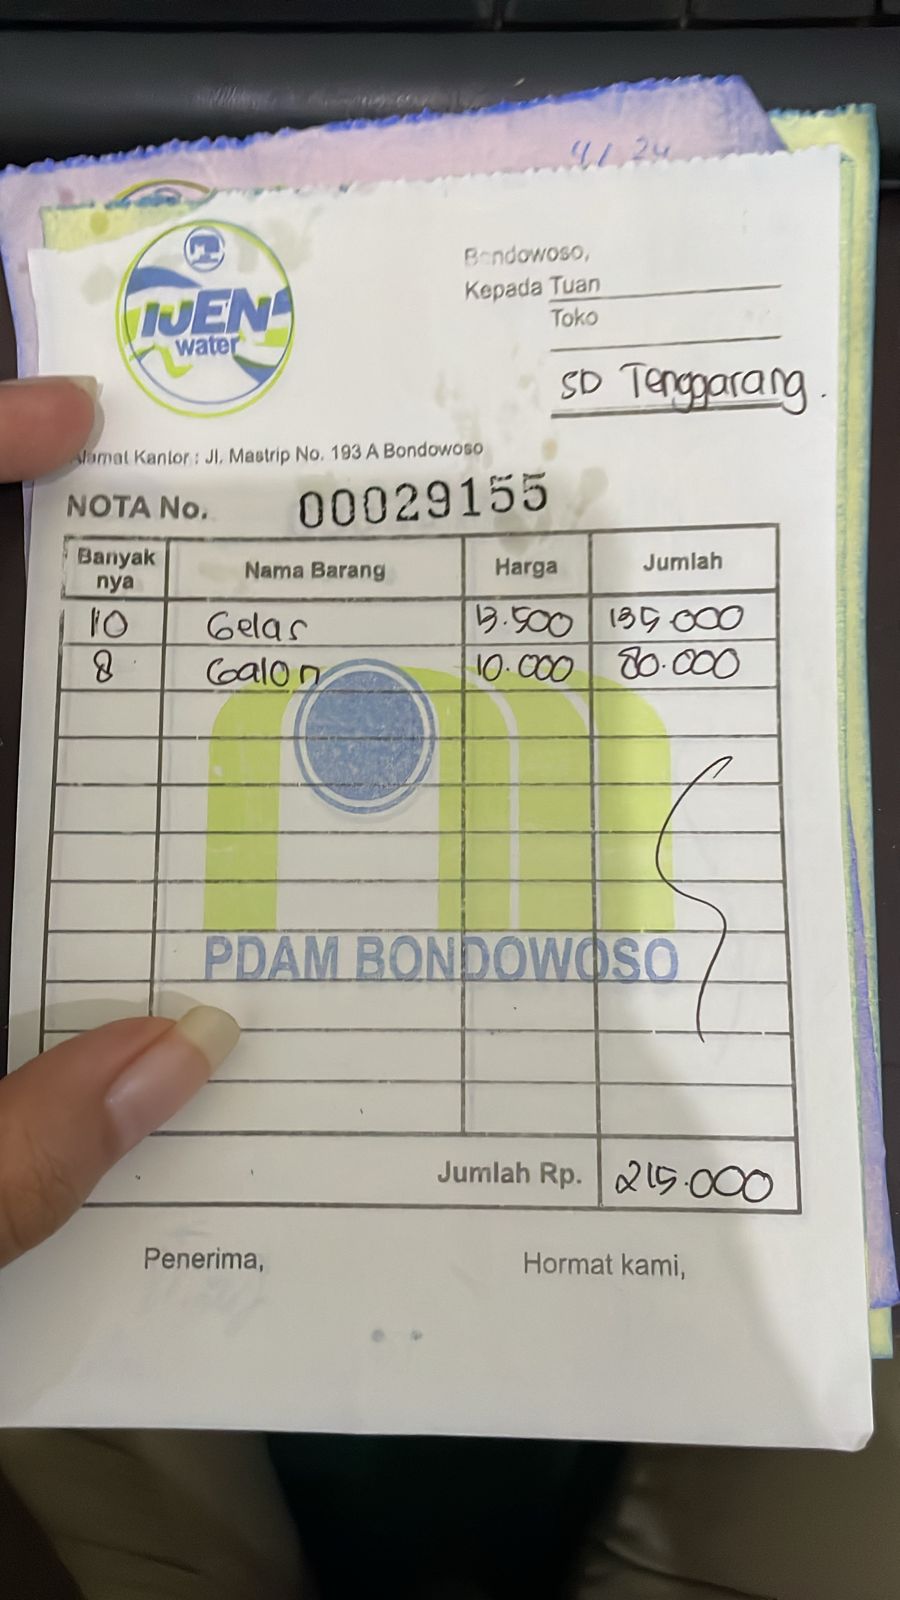 4/ 24
IJEN
water
Bondowoso,
Kepada Tuan
Toko
SD Tenggarang.
Alamat Kantor : Jl. Mastrip No. 193 A Bondowoso
NOTA No. 00029155
Banyak nya Nama Barang Harga Jumlah
10 Gelas 13.500 135.000
8 Galon 10.000 80.000
PDAM BONDOWOSO
Jumlah Rp. 215.000
Penerima, Hormat kami,